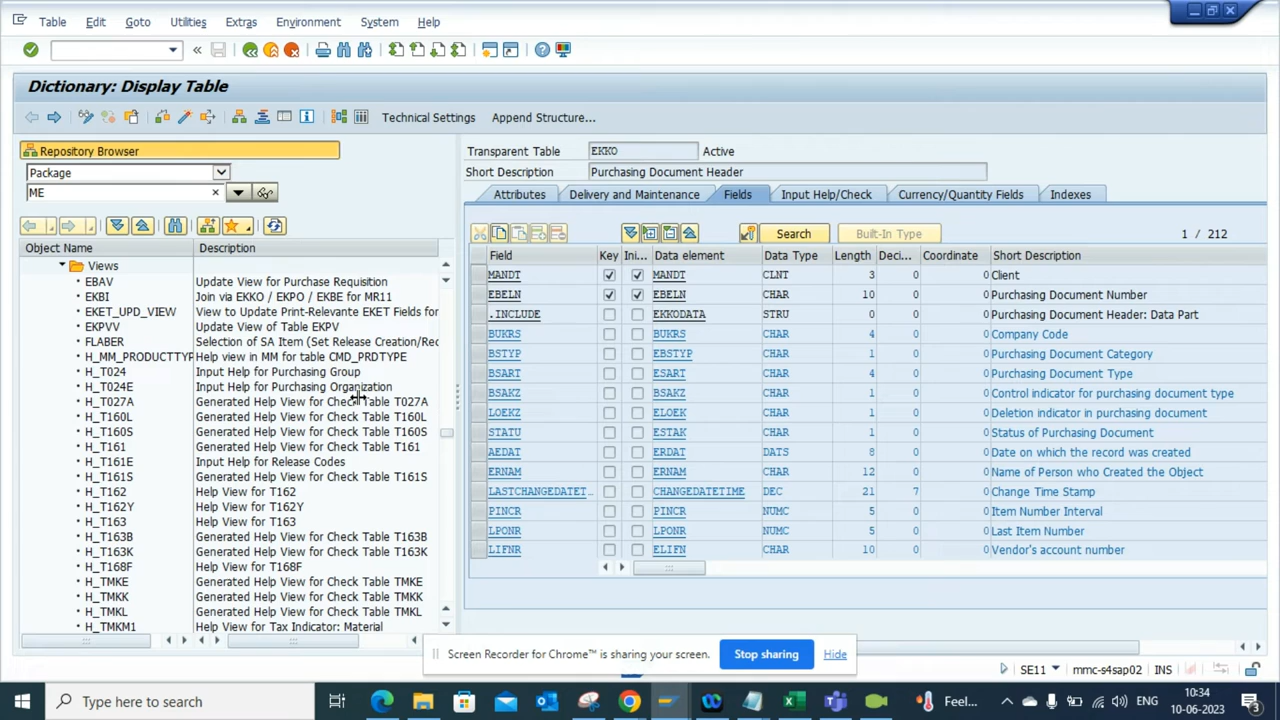 Table Edit Goto Utilities Extras Environment System Help
Dictionary: Display Table
Technical Settings Append Structure...
Repository Browser
Package
ME
Object Name Description
Views
EBAV Update View for Purchase Requisition
EKBI Join via EKKO / EKPO / EKBE for MR11
EKET_UPD_VIEW View to Update Print-Relevante EKET Fields for
EKPVV Update View of Table EKPV
FLABER Selection of SA Item (Set Release Creation/Rec
H_MM_PRODUCTTYP Help view in MM for table CMD_PRDTYPE
H_T024 Input Help for Purchasing Group
H_T024E Input Help for Purchasing Organization
H_T027A Generated Help View for Check Table T027A
H_T160L Generated Help View for Check Table T160L
H_T160S Generated Help View for Check Table T160S
H_T161 Generated Help View for Check Table T161
H_T161E Input Help for Release Codes
H_T161S Generated Help View for Check Table T161S
H_T162 Help View for T162
H_T162Y Help View for T162Y
H_T163 Help View for T163
H_T163B Generated Help View for Check Table T163B
H_T163K Generated Help View for Check Table T163K
H_T168F Help View for T168F
H_TMKE Generated Help View for Check Table TMKE
H_TMKK Generated Help View for Check Table TMKK
H_TMKL Generated Help View for Check Table TMKL
H_TMKM1 Help View for Tax Indicator: Material
Transparent Table EKKO Active
Short Description Purchasing Document Header
Attributes Delivery and Maintenance Fields Input Help/Check Currency/Quantity Fields Indexes
Search Built-In Type 1 / 212
Field Key Ini... Data element Data Type Length Deci... Coordinate Short Description
MANDT MANDT CLNT 3 0 0 Client
EBELN EBELN CHAR 10 0 0 Purchasing Document Number
.INCLUDE EKKODATA STRU 0 0 0 Purchasing Document Header: Data Part
BUKRS BUKRS CHAR 4 0 0 Company Code
BSTYP EBSTYP CHAR 1 0 0 Purchasing Document Category
BSART ESART CHAR 4 0 0 Purchasing Document Type
BSAKZ BSAKZ CHAR 1 0 0 Control indicator for purchasing document type
LOEKZ ELOEK CHAR 1 0 0 Deletion indicator in purchasing document
STATU ESTAK CHAR 1 0 0 Status of Purchasing Document
AEDAT ERDAT DATS 8 0 0 Date on which the record was created
ERNAM ERNAM CHAR 12 0 0 Name of Person who Created the Object
LASTCHANGEDATET... CHANGEDATETIME DEC 21 7 0 Change Time Stamp
PINCR PINCR NUMC 5 0 0 Item Number Interval
LPONR LPONR NUMC 5 0 0 Last Item Number
LIFNR ELIFN CHAR 10 0 0 Vendor's account number
Screen Recorder for Chrome™ is sharing your screen. Stop sharing Hide
SE11 mmc-s4sap02 INS
Type here to search
Feel... ENG 10:34
10-06-2023
3